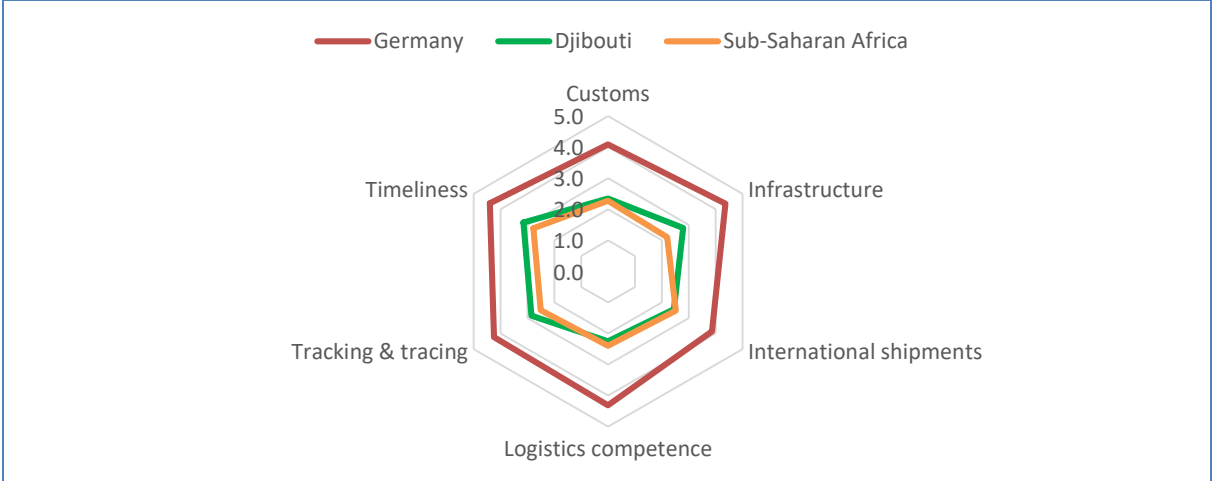 Germany Djibouti Sub-Saharan Africa
Customs
5.0
4.0
3.0
2.0
1.0
0.0
Timeliness
Infrastructure
Tracking & tracing
International shipments
Logistics competence